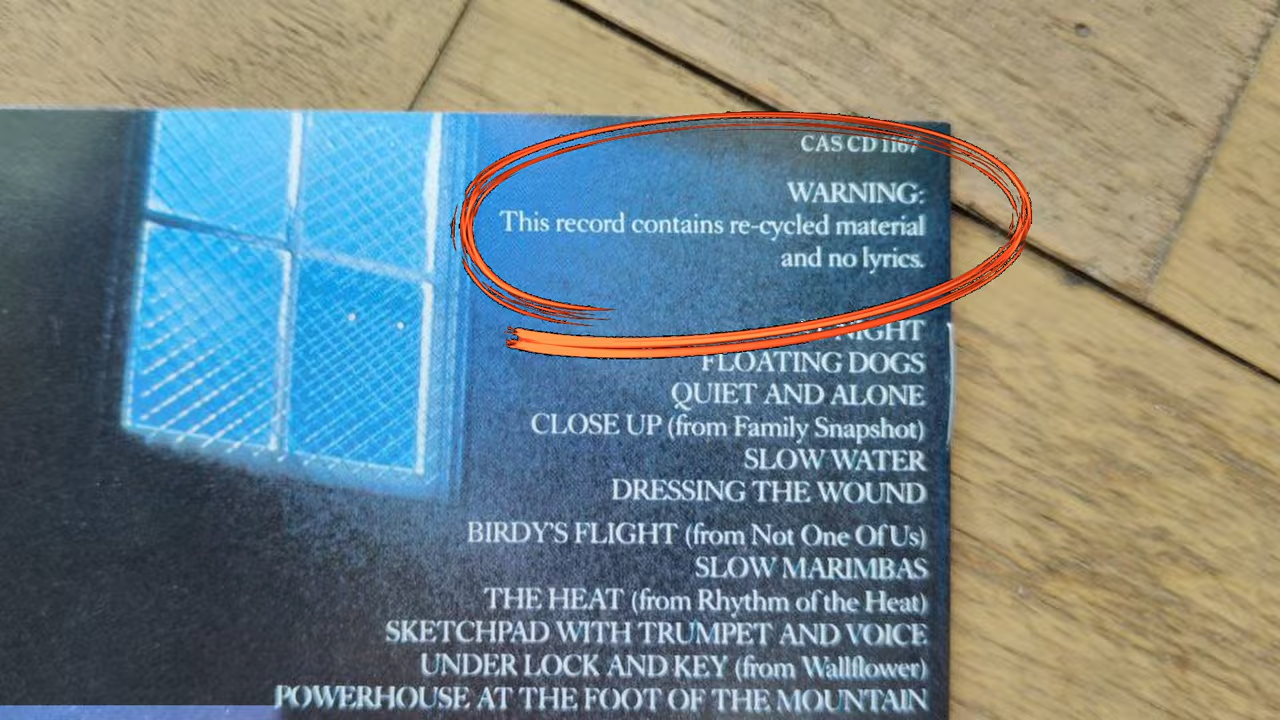 CAS CD 1167
WARNING:
This record contains re-cycled material
and no lyrics.
NIGHT
FLOATING DOGS
QUIET AND ALONE
CLOSE UP (from Family Snapshot)
SLOW WATER
DRESSING THE WOUND
BIRDY'S FLIGHT (from Not One Of Us)
SLOW MARIMBAS
THE HEAT (from Rhythm of the Heat)
SKETCHPAD WITH TRUMPET AND VOICE
UNDER LOCK AND KEY (from Wallflower)
POWERHOUSE AT THE FOOT OF THE MOUNTAIN